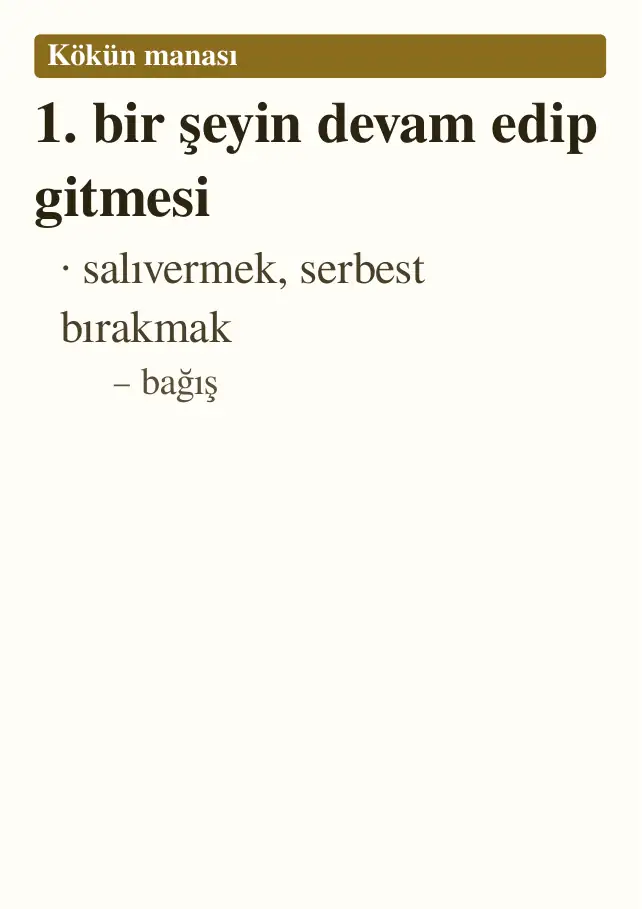 Kökün manası
1. bir şeyin devam edip
gitmesi
· salıvermek, serbest
bırakmak
– bağış